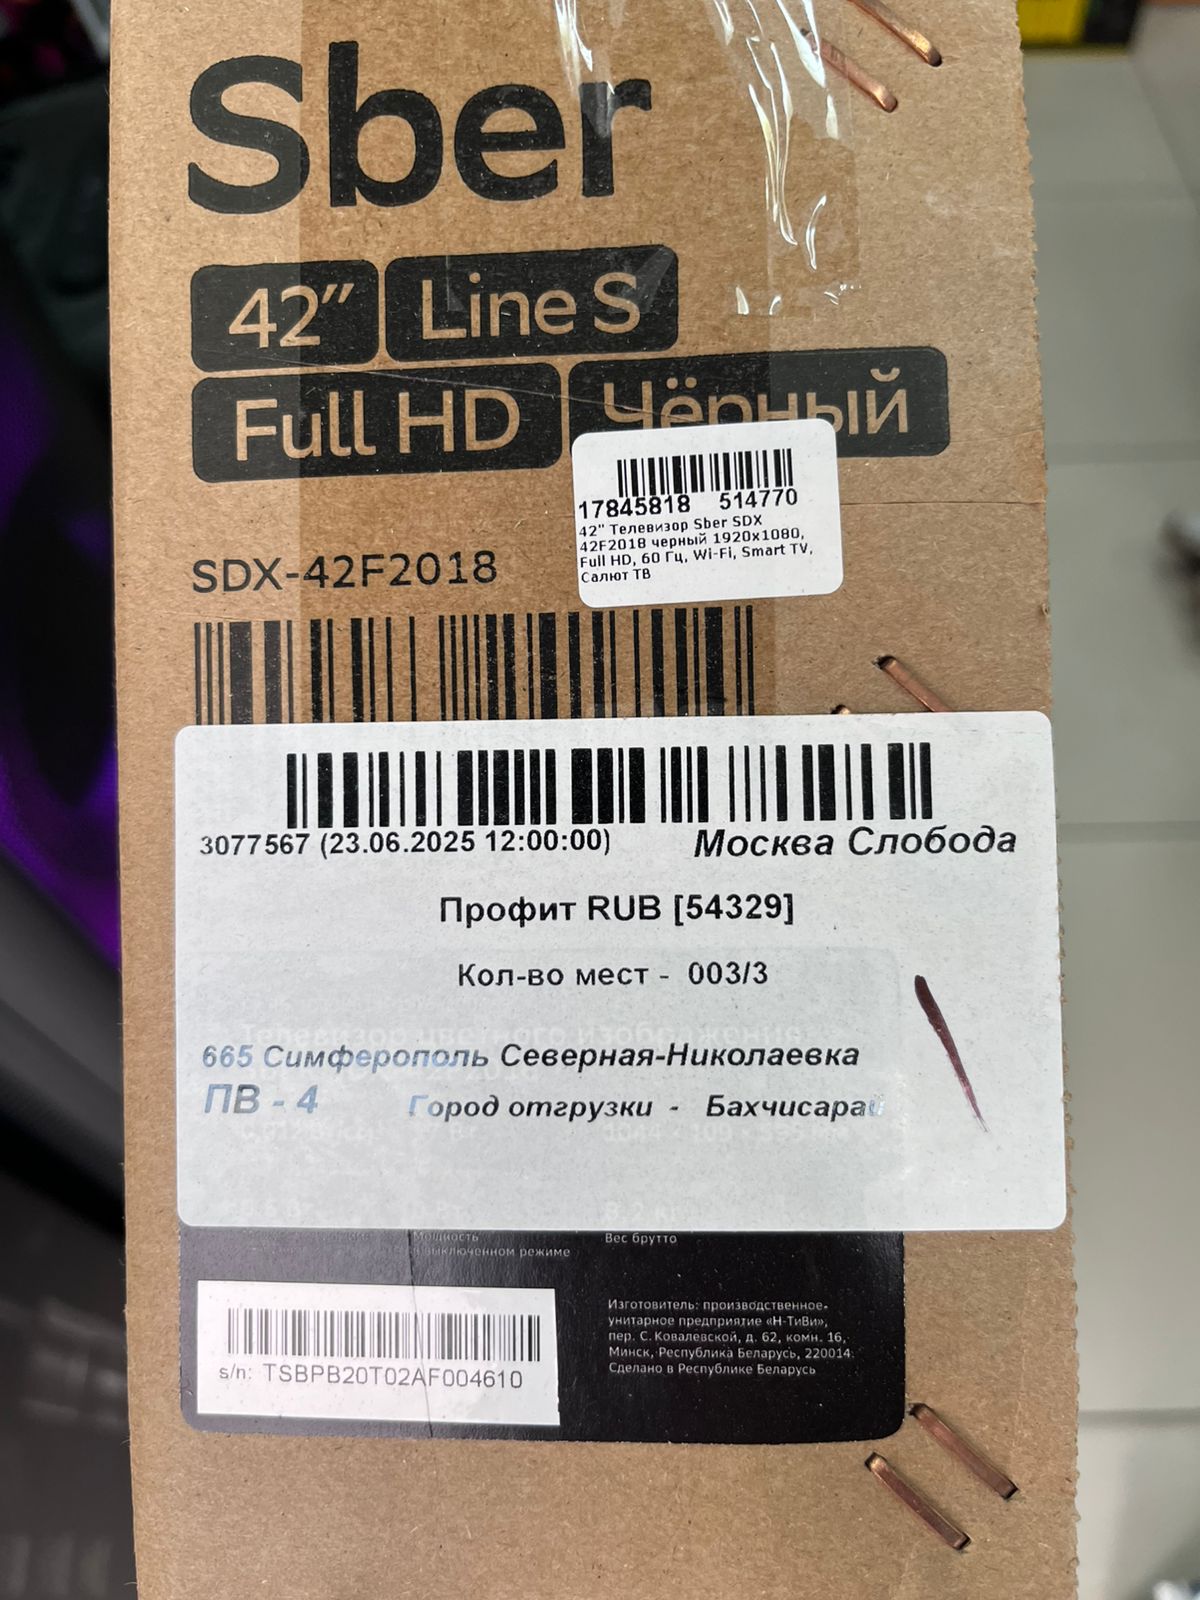 Sber
42″ Line S
Full HD Чёрный
17845818 514770
42" Телевизор Sber SDX
42F2018 черный 1920x1080,
Full HD, 60 Гц, Wi-Fi, Smart TV,
Салют ТВ
SDX-42F2018
3077567 (23.06.2025 12:00:00) Москва Слобода
Профит RUB [54329]
Кол-во мест - 003/3
665 Симферополь Северная-Николаевка
ПВ - 4 Город отгрузки - Бахчисарай
Мощность
в выключенном режиме
Вес брутто
s/n: TSBPB20T02AF004610
Изготовитель: производственное
унитарное предприятие «Н-ТиВи»,
пер. С. Ковалевской, д. 62, комн. 16,
Минск, Республика Беларусь, 220014.
Сделано в Республике Беларусь